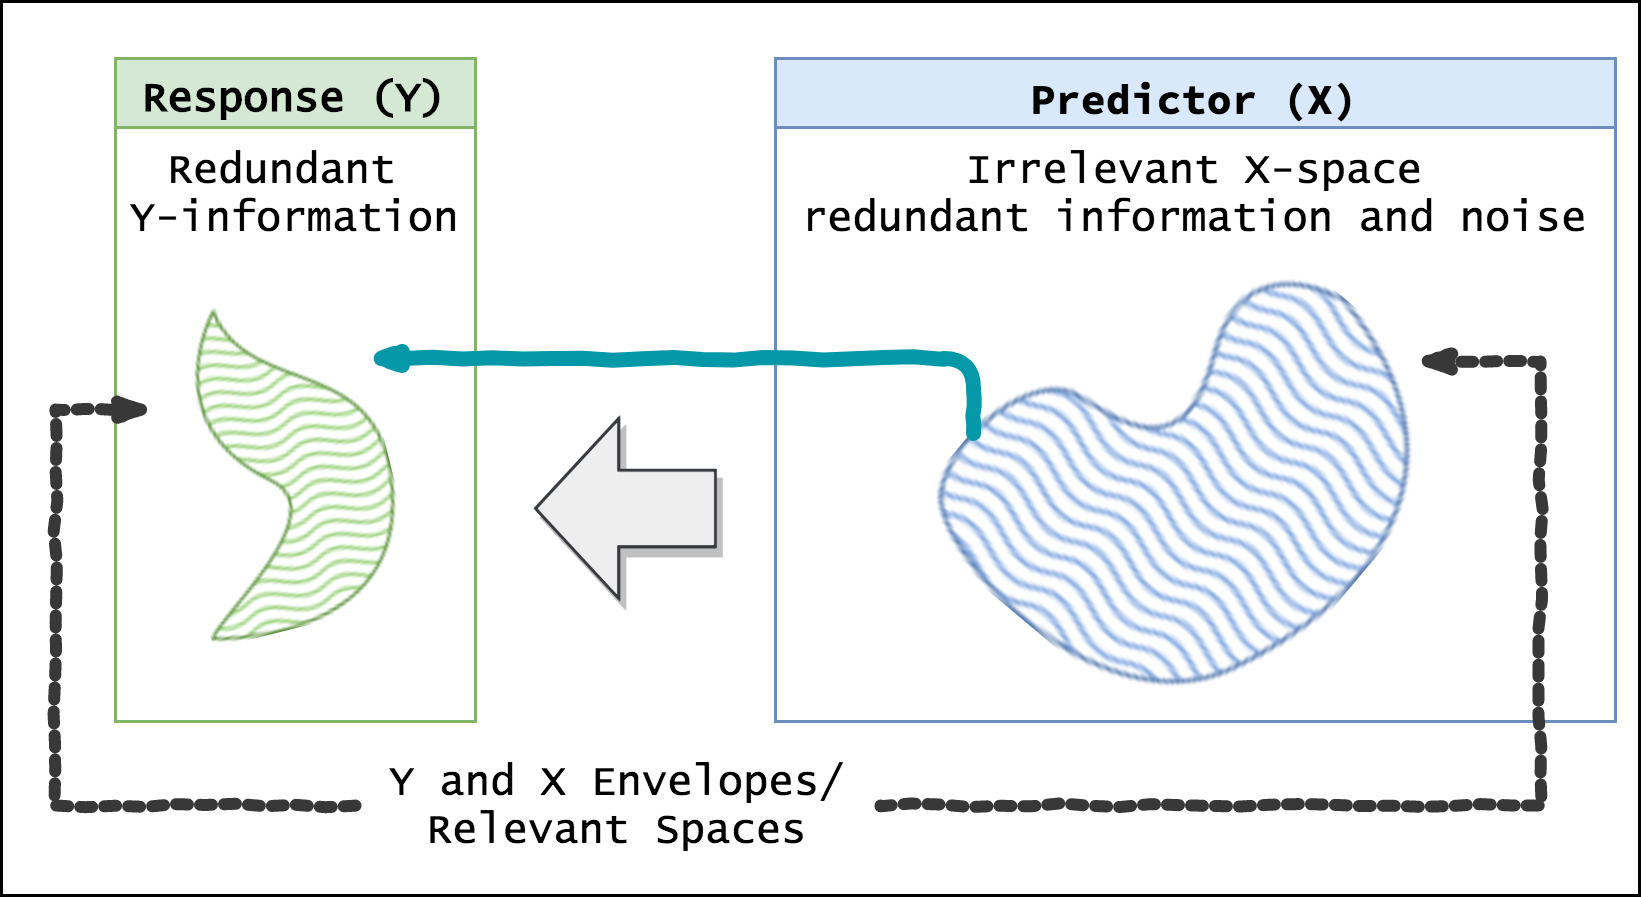 Response (Y)
Redundant
Y-information
Predictor (X)
Irrelevant X-space
redundant information and noise
Y and X Envelopes/
Relevant Spaces